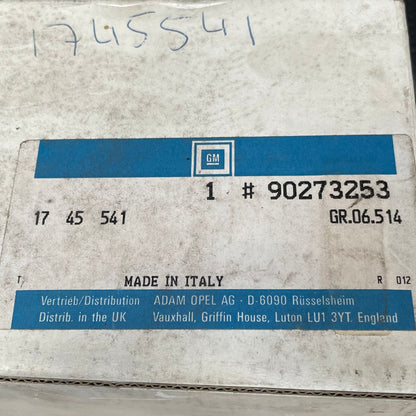 1745541
GM
1 # 90273253
17 45 541 GR.06.514
T MADE IN ITALY R 012
Vertrieb/Distribution ADAM OPEL AG · D-6090 Rüsselsheim
Distrib. in the UK Vauxhall, Griffin House, Luton LU1 3YT. England